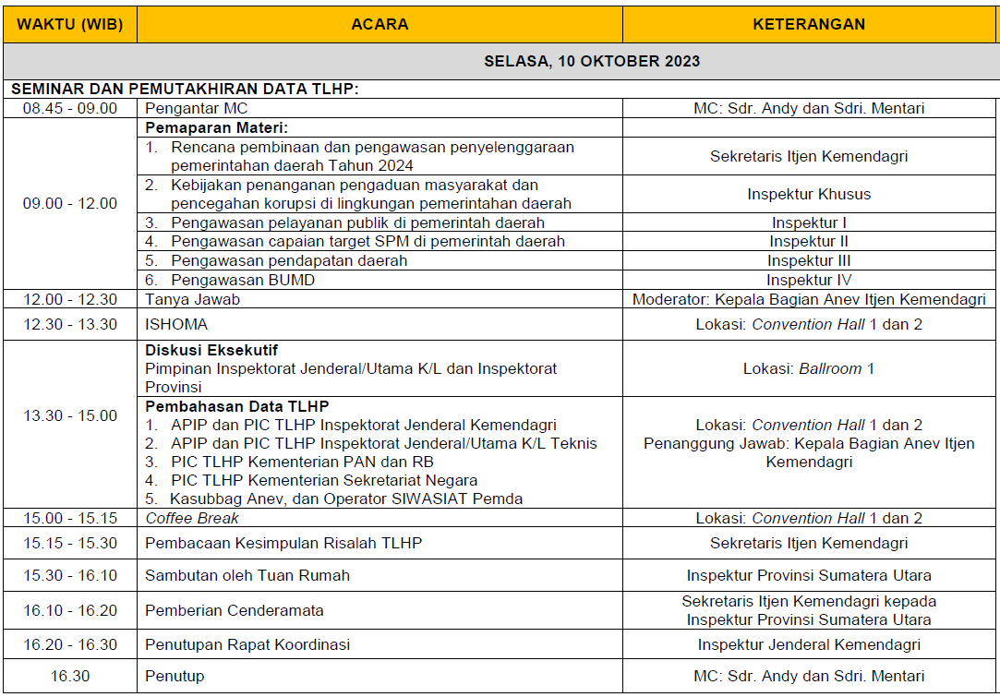 WAKTU (WIB) ACARA KETERANGAN
SELASA, 10 OKTOBER 2023
SEMINAR DAN PEMUTAKHIRAN DATA TLHP:
08.45 - 09.00 Pengantar MC MC: Sdr. Andy dan Sdri. Mentari
09.00 - 12.00
Pemaparan Materi:
1. Rencana pembinaan dan pengawasan penyelenggaraan
pemerintahan daerah Tahun 2024
Sekretaris Itjen Kemendagri
2. Kebijakan penanganan pengaduan masyarakat dan
pencegahan korupsi di lingkungan pemerintahan daerah
Inspektur Khusus
3. Pengawasan pelayanan publik di pemerintah daerah Inspektur I
4. Pengawasan capaian target SPM di pemerintah daerah Inspektur II
5. Pengawasan pendapatan daerah Inspektur III
6. Pengawasan BUMD Inspektur IV
12.00 - 12.30 Tanya Jawab Moderator: Kepala Bagian Anev Itjen Kemendagri
12.30 - 13.30 ISHOMA Lokasi: Convention Hall 1 dan 2
13.30 - 15.00
Diskusi Eksekutif
Pimpinan Inspektorat Jenderal/Utama K/L dan Inspektorat
Provinsi
Lokasi: Ballroom 1
Pembahasan Data TLHP
1. APIP dan PIC TLHP Inspektorat Jenderal Kemendagri
2. APIP dan PIC TLHP Inspektorat Jenderal/Utama K/L Teknis
3. PIC TLHP Kementerian PAN dan RB
4. PIC TLHP Kementerian Sekretariat Negara
5. Kasubbag Anev, dan Operator SIWASIAT Pemda
Lokasi: Convention Hall 1 dan 2
Penanggung Jawab: Kepala Bagian Anev Itjen
Kemendagri
15.00 - 15.15 Coffee Break Lokasi: Convention Hall 1 dan 2
15.15 - 15.30 Pembacaan Kesimpulan Risalah TLHP Sekretaris Itjen Kemendagri
15.30 - 16.10 Sambutan oleh Tuan Rumah Inspektur Provinsi Sumatera Utara
16.10 - 16.20 Pemberian Cenderamata
Sekretaris Itjen Kemendagri kepada
Inspektur Provinsi Sumatera Utara
16.20 - 16.30 Penutupan Rapat Koordinasi Inspektur Jenderal Kemendagri
16.30 Penutup MC: Sdr. Andy dan Sdri. Mentari